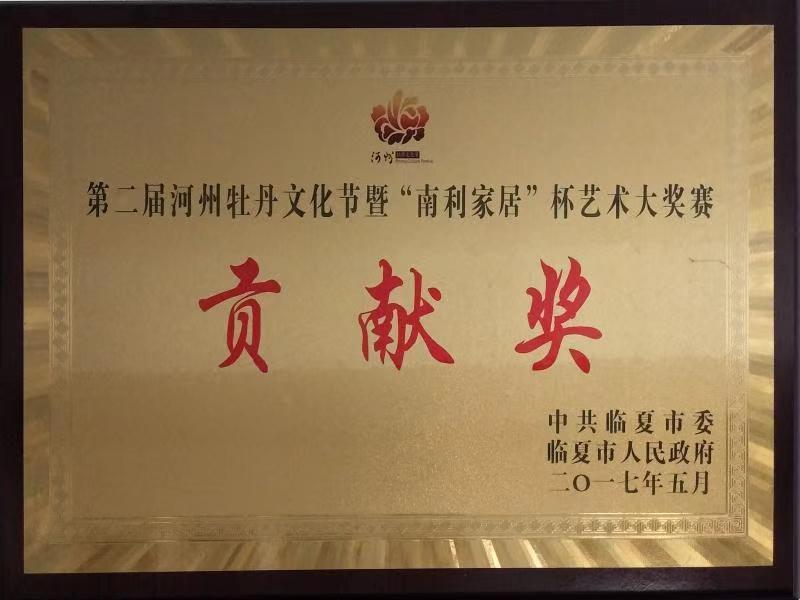 河州
第二届河州牡丹文化节暨“南利家居”杯艺术大奖赛
贡献奖
中共临夏市委
临夏市人民政府
二〇一七年五月